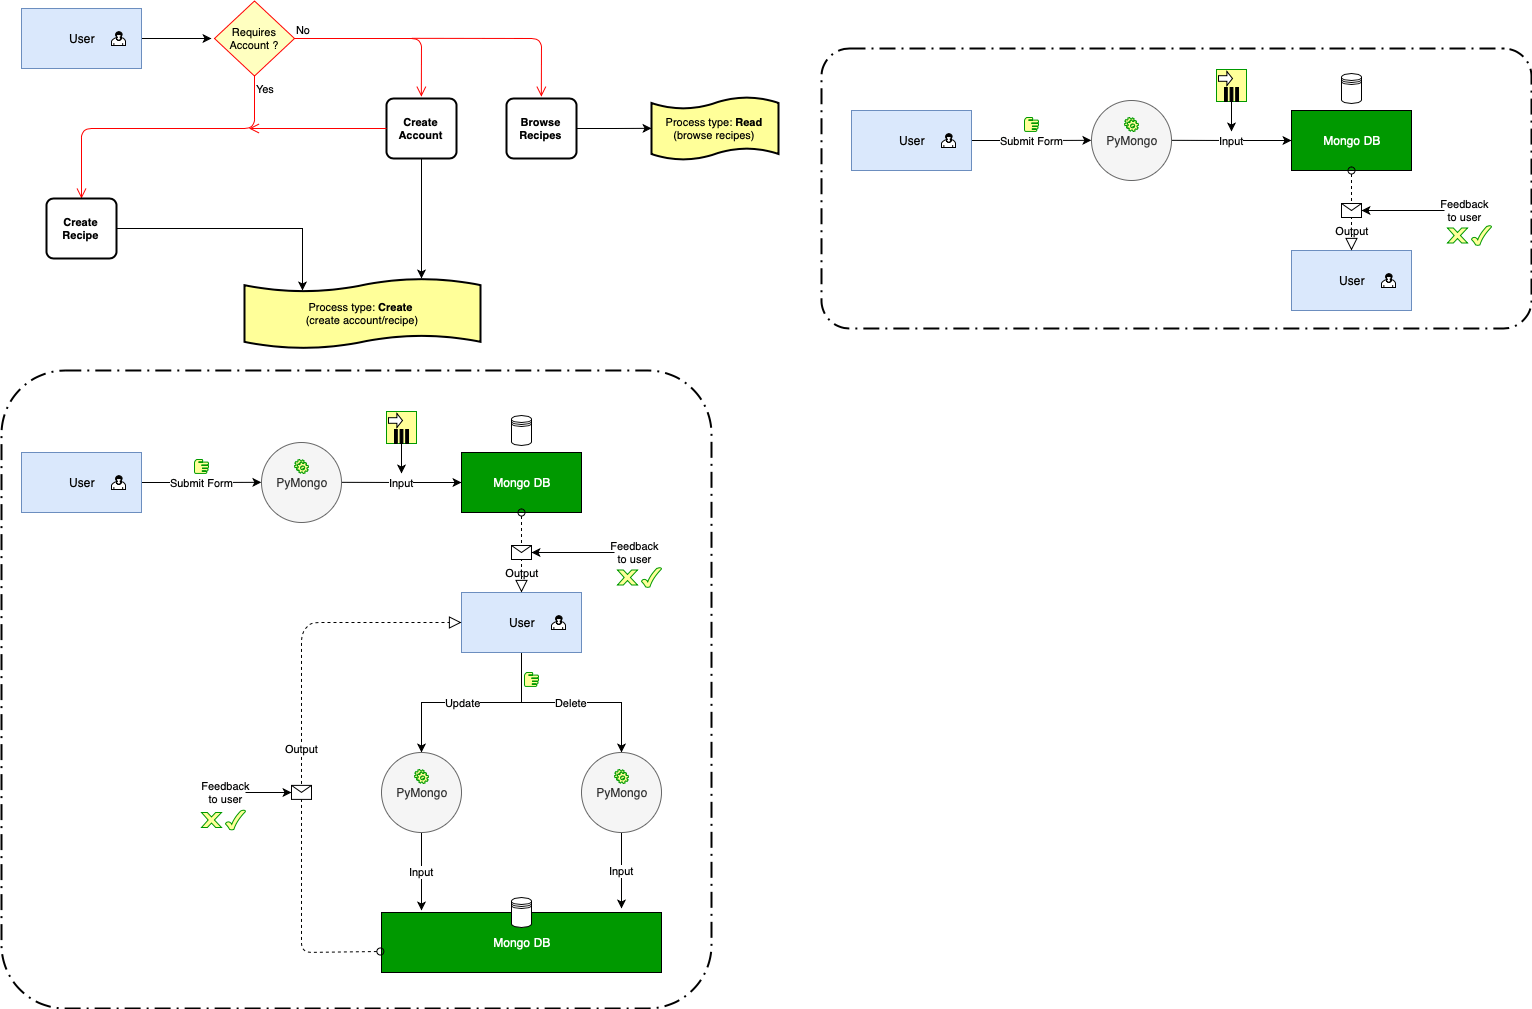 User
Requires
Account ?
No
Yes
Create
Account
Browse
Recipes
Process type: Read
(browse recipes)
Create
Recipe
Process type: Create
(create account/recipe)
User
Submit Form
PyMongo
Input
Mongo DB
Feedback
to user
Output
User
User
Submit Form
PyMongo
Input
Mongo DB
Feedback
to user
Output
User
Update
Delete
Output
Feedback
to user
PyMongo
PyMongo
Input
Input
Mongo DB